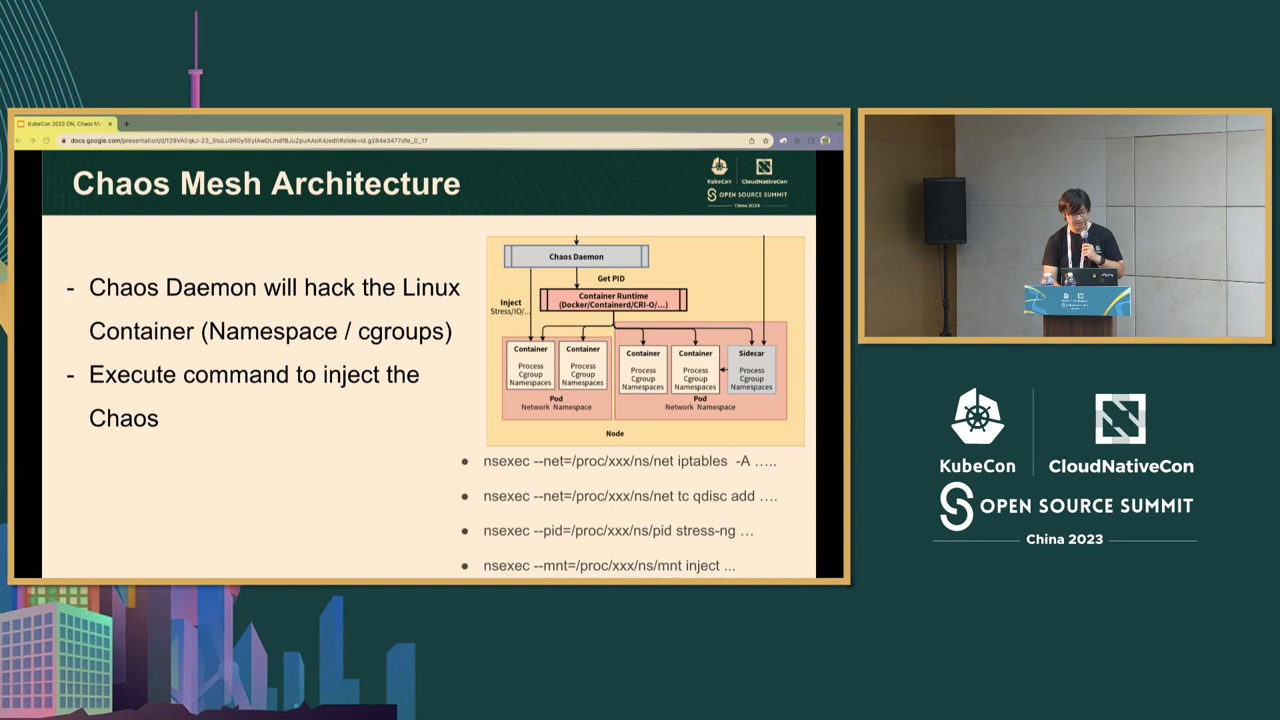 KubeCon 2023 CN, Chaos M
Chaos Mesh Architecture
KubeCon
CloudNativeCon
OPEN SOURCE SUMMIT
China 2023
- Chaos Daemon will hack the Linux
Container (Namespace / cgroups)
- Execute command to inject the
Chaos
Chaos Daemon
Get PID
Inject
Stress/IO/...
Container Runtime
(Docker/Containerd/CRI-O/...)
Container
Process
Cgroup
Namespaces
Container
Process
Cgroup
Namespaces
Pod
Network Namespace
Container
Process
Cgroup
Namespaces
Container
Process
Cgroup
Namespaces
Sidecar
Process
Cgroup
Namespaces
Pod
Network Namespace
Node
● nsexec --net=/proc/xxx/ns/net iptables -A …..
● nsexec --net=/proc/xxx/ns/net tc qdisc add ….
● nsexec --pid=/proc/xxx/ns/pid stress-ng …
● nsexec --mnt=/proc/xxx/ns/mnt inject ...
KubeCon
CloudNativeCon
OPEN SOURCE SUMMIT
China 2023